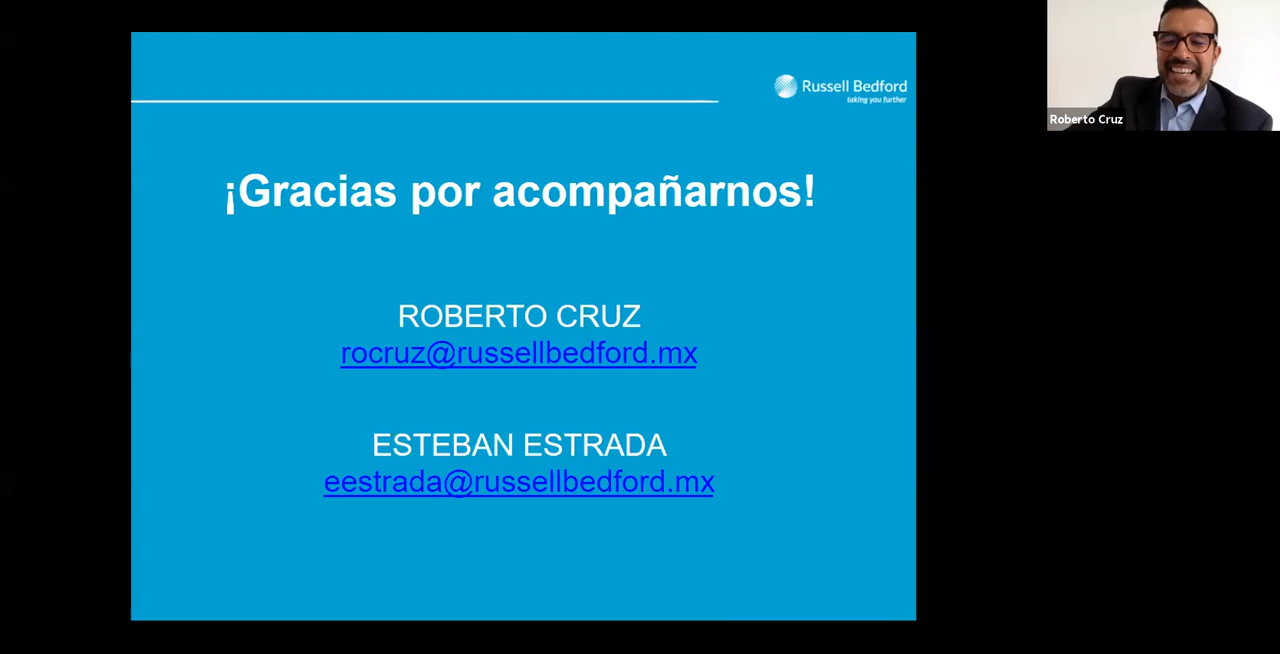 Russell Bedford
taking you further
¡Gracias por acompañarnos!
ROBERTO CRUZ
rocruz@russellbedford.mx
ESTEBAN ESTRADA
eestrada@russellbedford.mx
Roberto Cruz